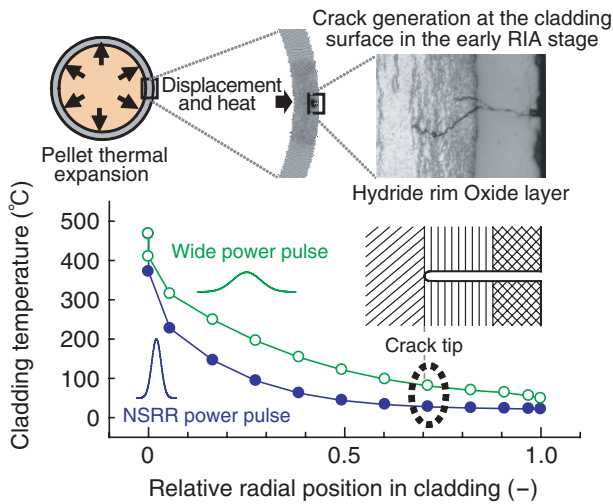 Crack generation at the cladding
surface in the early RIA stage
Displacement
and heat
Pellet thermal
expansion
Hydride rim Oxide layer
Cladding temperature (℃)
500
400
300
200
100
0
Wide power pulse
NSRR power pulse
Crack tip
0
0.5
1.0
Relative radial position in cladding (−)